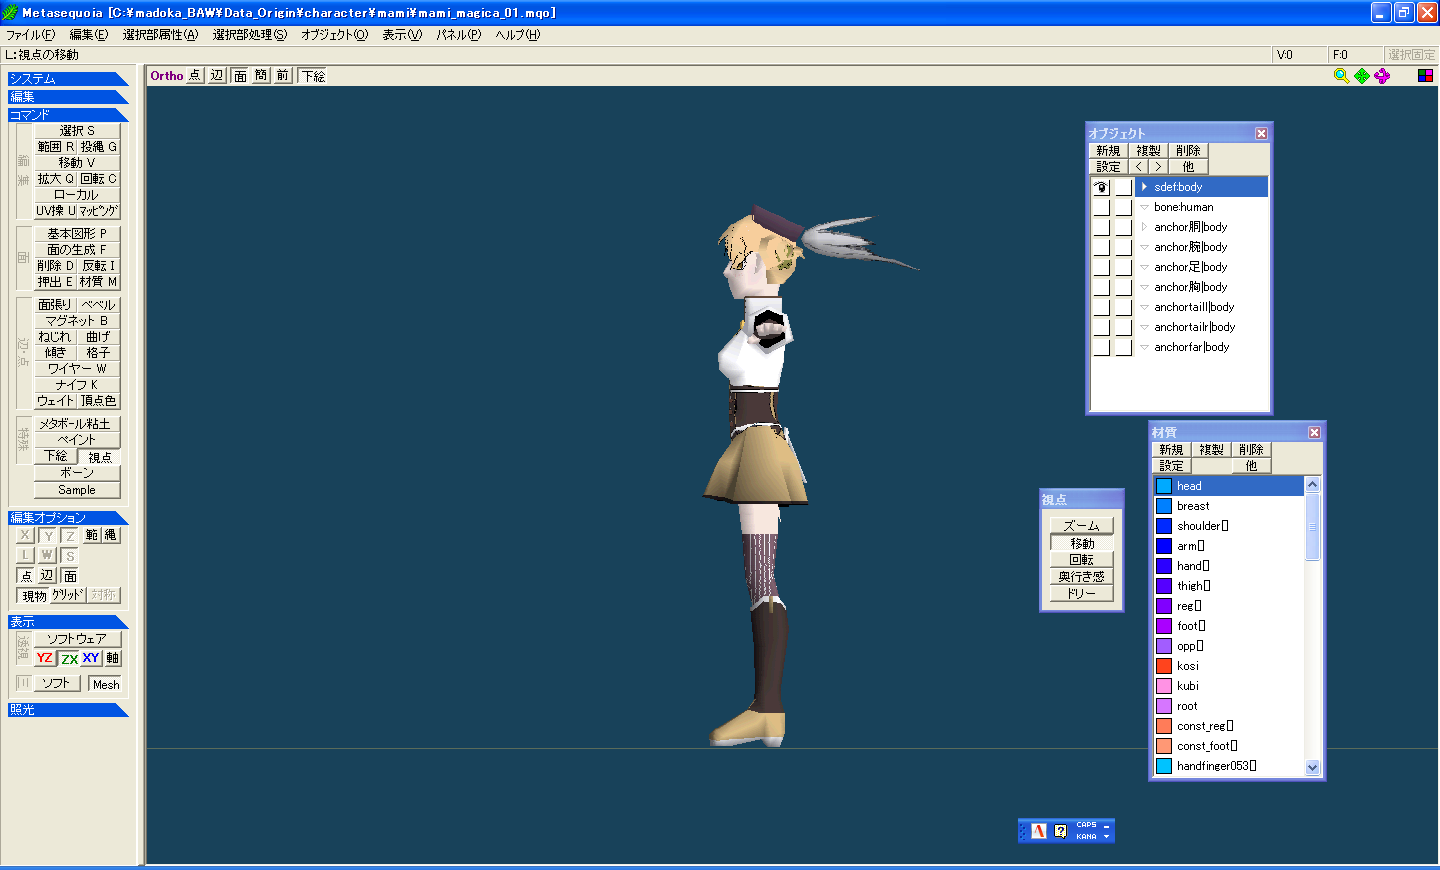 Metasequoia [C:¥madoka_BAW¥Data_Origin¥character¥mami¥mami_magica_01.mqo]
ファイル(F) 編集(E) 選択部属性(A) 選択部処理(S) オブジェクト(O) 表示(V) パネル(P) ヘルプ(H)
L:視点の移動 V:0 F:0 選択固定
Ortho 点 辺 面 簡 前 下絵
システム
編集
コマンド
編集
選択 S
範囲 R 投縄 G
移動 V
拡大 Q 回転 C
ローカル
UV操 U マッピング
面
基本図形 P
面の生成 F
削除 D 反転 I
押出 E 材質 M
辺・点
面張り ベベル
マグネット B
ねじれ 曲げ
傾き 格子
ワイヤー W
ナイフ K
ウェイト 頂点色
特殊
メタボール粘土
ペイント
下絵 視点
ボーン
Sample
編集オプション
X Y Z 範 縄
L W S
点 辺 面
現物 グリッド 対称
表示
透視
ソフトウェア
YZ ZX XY 軸
ソフト Mesh
照光
オブジェクト
新規 複製 削除
設定 < > 他
sdef:body
bone:human
anchor胴|body
anchor腕|body
anchor足|body
anchor胸|body
anchortaill|body
anchortailr|body
anchorfar|body
材質
新規 複製 削除
設定 他
head
breast
shoulder[]
arm[]
hand[]
thigh[]
reg[]
foot[]
opp[]
kosi
kubi
root
const_reg[]
const_foot[]
handfinger053[]
視点
ズーム
移動
回転
奥行き感
ドリー
A ? CAPS
KANA